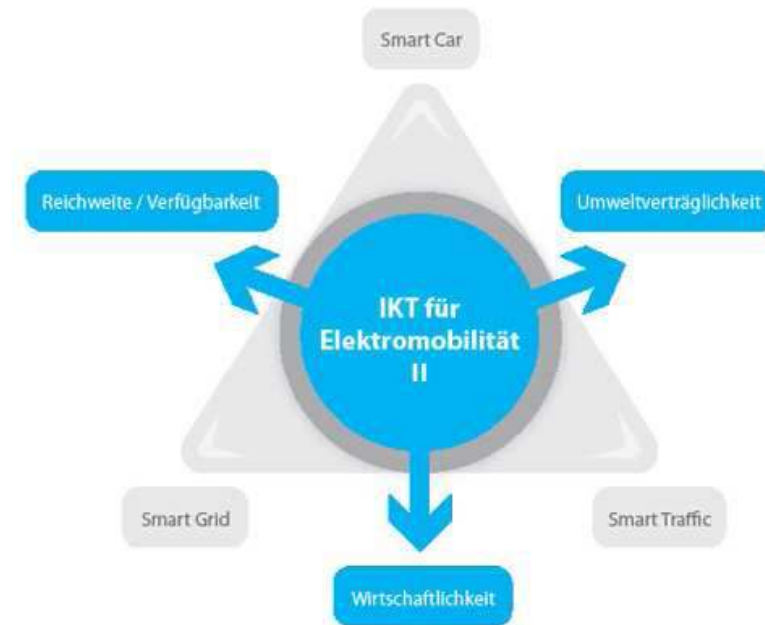 Smart Car
Reichweite / Verfügbarkeit
Umweltverträglichkeit
IKT für
Elektromobilität
II
Smart Grid
Smart Traffic
Wirtschaftlichkeit